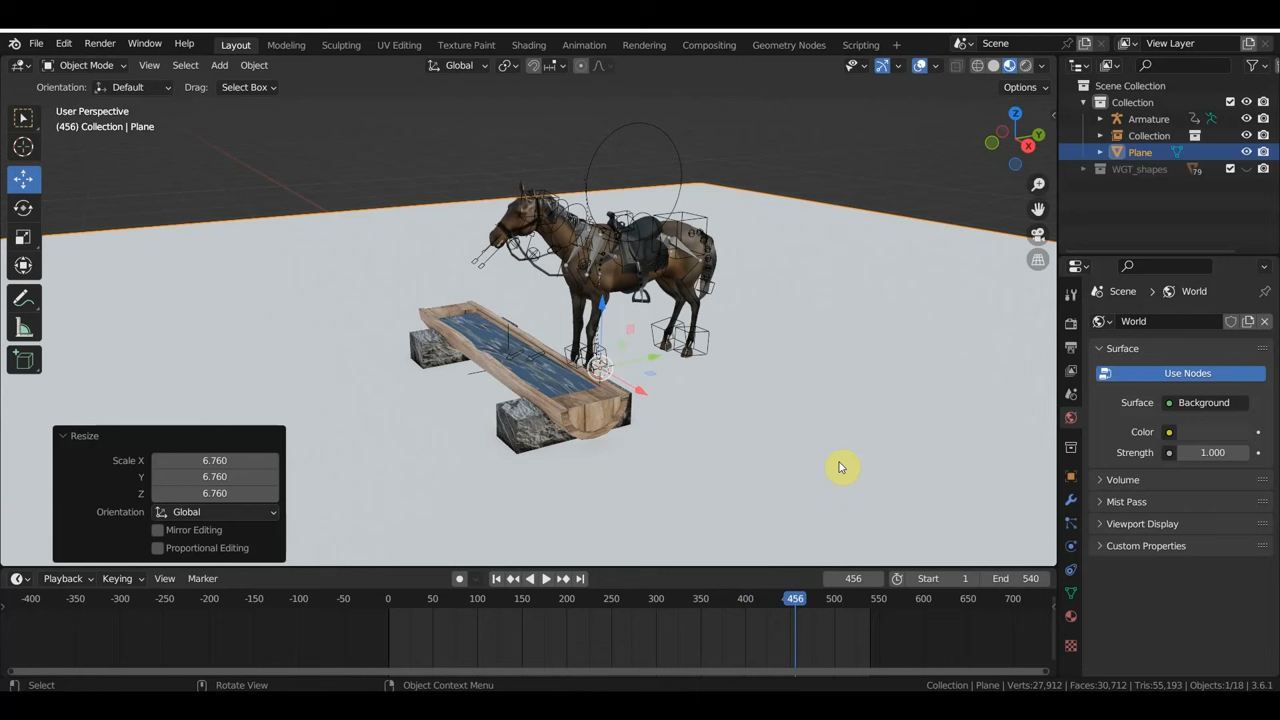 File Edit Render Window Help Layout Modeling Sculpting UV Editing Texture Paint Shading Animation Rendering Compositing Geometry Nodes Scripting + Scene View Layer
Object Mode View Select Add Object Global Options
Orientation: Default Drag: Select Box
User Perspective
(456) Collection | Plane
Z
Y
X
Scene Collection
Collection
Armature
Collection
Plane
WGT_shapes 79
Scene > World
World
Surface
Use Nodes
Surface Background
Color
Strength 1.000
Volume
Mist Pass
Viewport Display
Custom Properties
Resize
Scale X 6.760
Y 6.760
Z 6.760
Orientation Global
Mirror Editing
Proportional Editing
Playback Keying View Marker 456 Start 1 End 540
-400 -350 -300 -250 -200 -150 -100 -50 0 50 100 150 200 250 300 350 400 456 500 550 600 650 700
Select Rotate View Object Context Menu Collection | Plane | Verts:27,912 | Faces:30,712 | Tris:55,193 | Objects:1/18 | 3.6.1